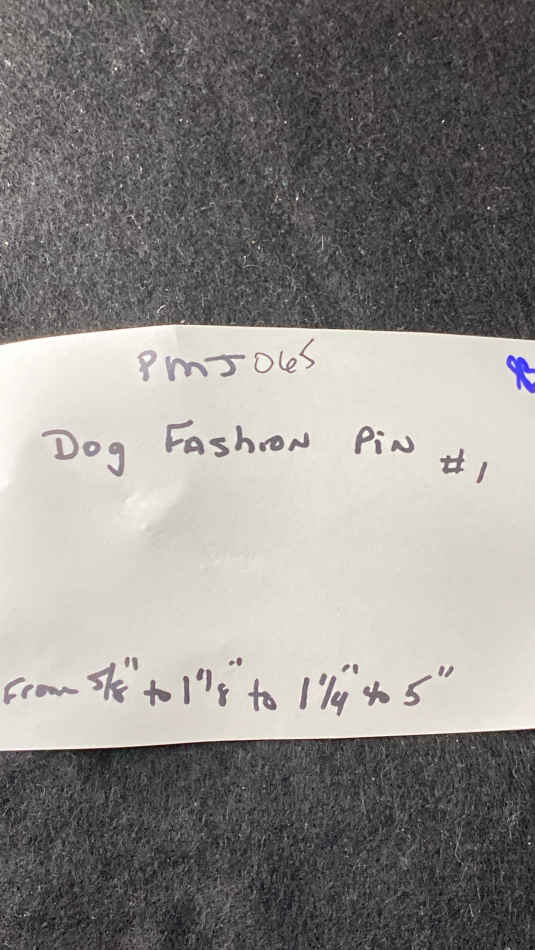 PMJ065
Dog Fashion Pin #1
From 5/8" to 1 1/8" to 1 1/4" to 5"